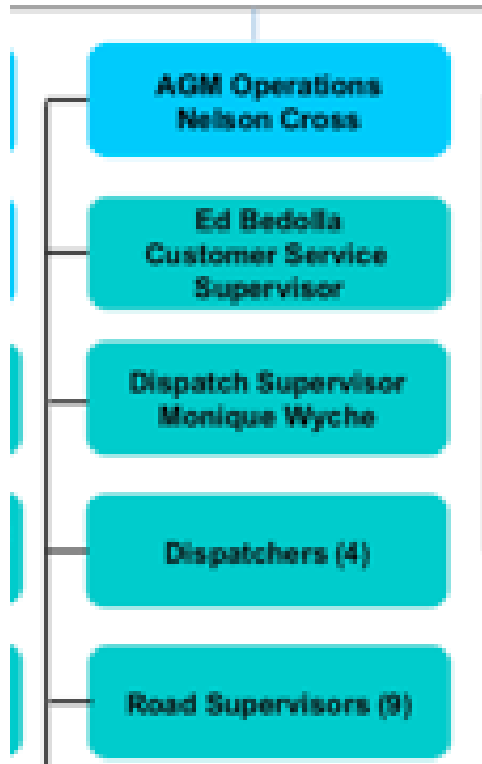 AGM Operations
Nelson Cross
Ed Bedolla
Customer Service
Supervisor
Dispatch Supervisor
Monique Wyche
Dispatchers (4)
Road Supervisors (9)